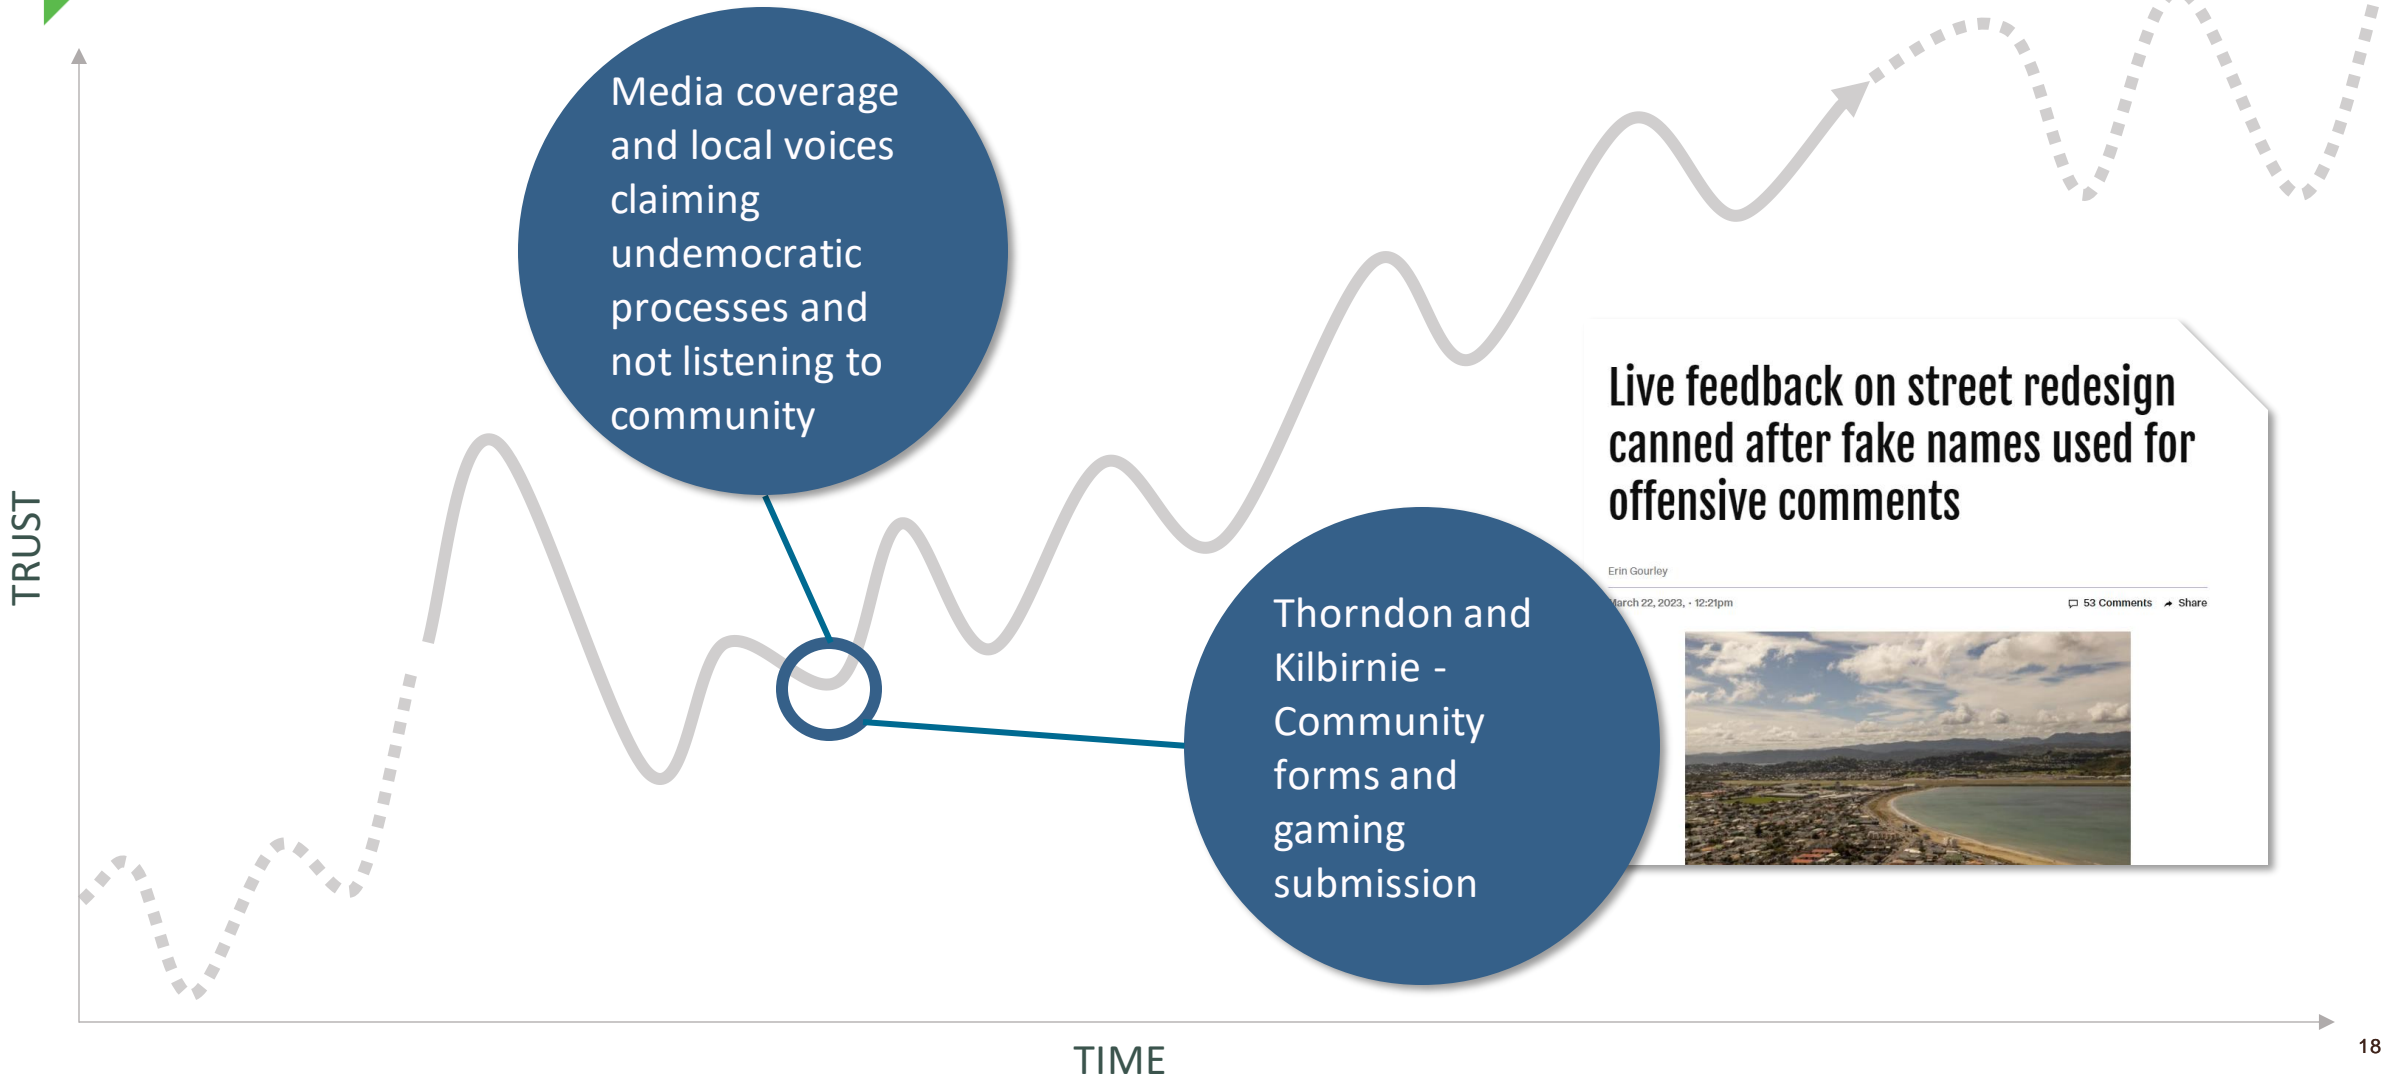 Media coverage
and local voices
claiming
undemocratic
processes and
not listening to
community
Live feedback on street redesign
canned after fake names used for
offensive comments
Erin Gourley
March 22, 2023, · 12:21pm
53 Comments
Share
Thorndon and
Kilbirnie -
Community
forms and
gaming
submission
TRUST
TIME
18